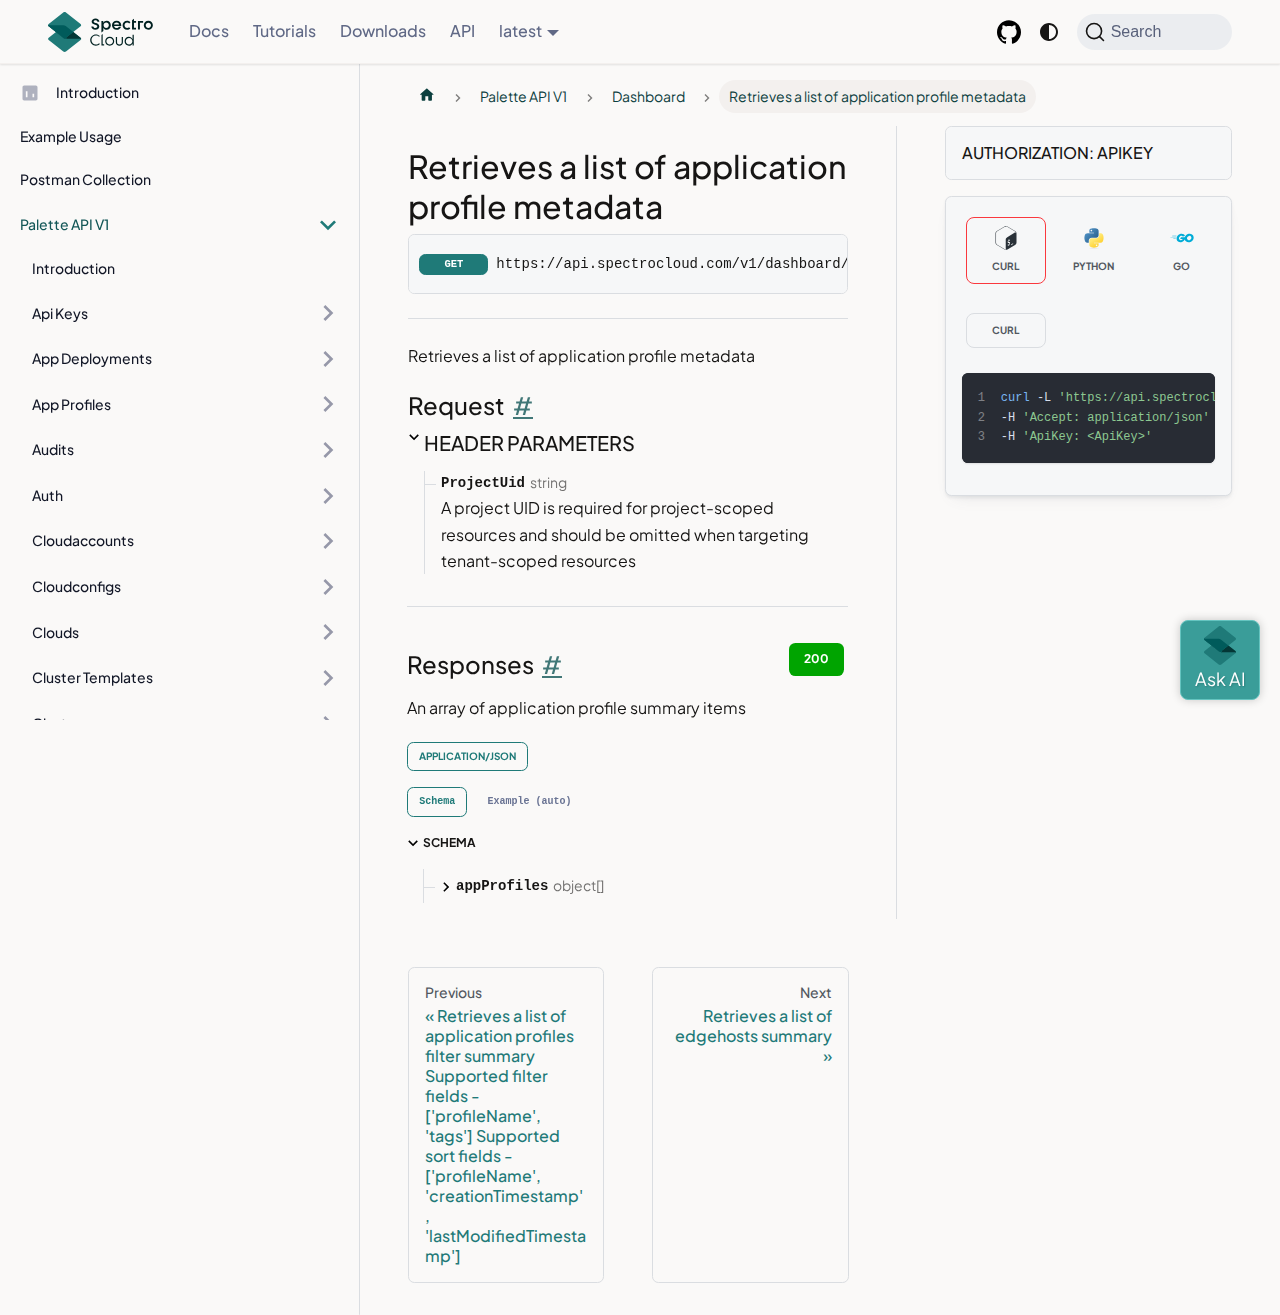 Spectro Cloud
Docs
Tutorials
Downloads
API
latest
Search
Introduction
Example Usage
Postman Collection
Palette API V1
Introduction
Api Keys
App Deployments
App Profiles
Audits
Auth
Cloudaccounts
Cloudconfigs
Clouds
Cluster Templates
Palette API V1
Dashboard
Retrieves a list of application profile metadata
Retrieves a list of application
profile metadata
GET https://api.spectrocloud.com/v1/dashboard/
Retrieves a list of application profile metadata
Request #
HEADER PARAMETERS
ProjectUid string
A project UID is required for project-scoped
resources and should be omitted when targeting
tenant-scoped resources
Responses #
200
An array of application profile summary items
APPLICATION/JSON
Schema
Example (auto)
SCHEMA
appProfiles object[]
Previous
« Retrieves a list of
application profiles
filter summary
Supported filter
fields -
['profileName',
'tags'] Supported
sort fields -
['profileName',
'creationTimestamp'
,
'lastModifiedTimesta
mp']
Next
Retrieves a list of
edgehosts summary
»
AUTHORIZATION: APIKEY
CURL
PYTHON
GO
CURL
1 curl -L 'https://api.spectrocl
2 -H 'Accept: application/json'
3 -H 'ApiKey: <ApiKey>'
Ask AI